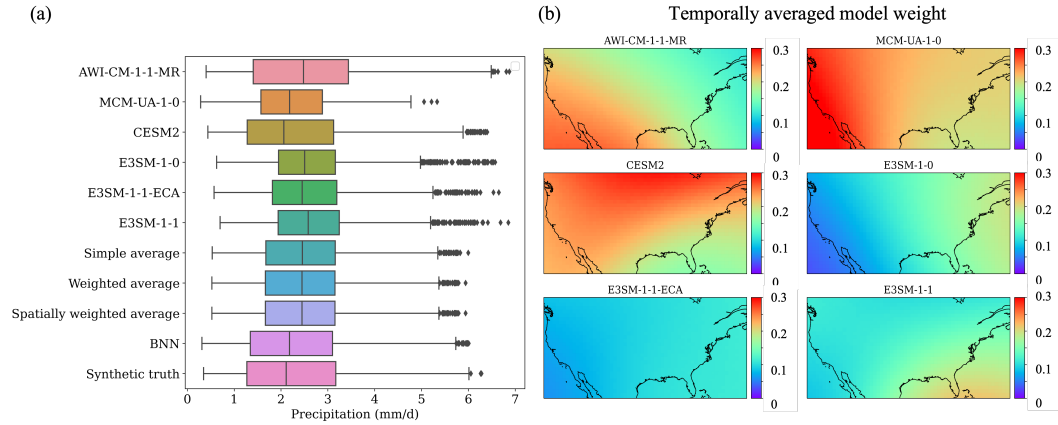 (a)
AWI-CM-1-1-MR
MCM-UA-1-0
CESM2
E3SM-1-0
E3SM-1-1-ECA
E3SM-1-1
Simple average
Weighted average
Spatially weighted average
BNN
Synthetic truth
0 1 2 3 4 5 6 7
Precipitation (mm/d)
(b)
Temporally averaged model weight
AWI-CM-1-1-MR
0.3
0.2
0.1
0
MCM-UA-1-0
0.3
0.2
0.1
0
CESM2
0.3
0.2
0.1
0
E3SM-1-0
0.3
0.2
0.1
0
E3SM-1-1-ECA
0.3
0.2
0.1
0
E3SM-1-1
0.3
0.2
0.1
0